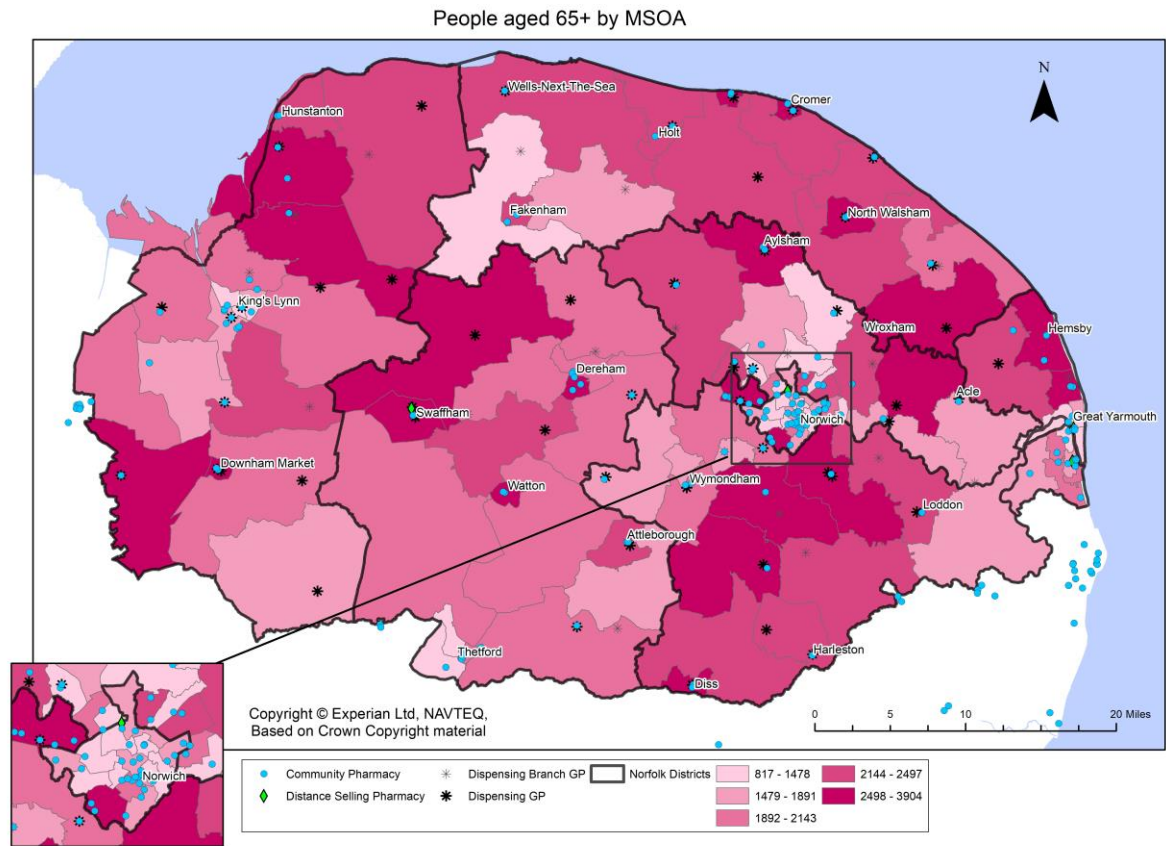 People aged 65+ by MSOA
N
Wells-Next-The-Sea
Cromer
Hunstanton
Holt
Fakenham
North Walsham
Aylsham
King's Lynn
Wroxham
Hemsby
Dereham
Acle
Swaffham
Norwich
Great Yarmouth
Downham Market
Watton
Wymondham
Loddon
Attleborough
Thetford
Harleston
Diss
Copyright © Experian Ltd, NAVTEQ,
Based on Crown Copyright material
0 5 10 20 Miles
Norwich
Community Pharmacy
Distance Selling Pharmacy
Dispensing Branch GP
Dispensing GP
Norfolk Districts
817 - 1478
1479 - 1891
1892 - 2143
2144 - 2497
2498 - 3904